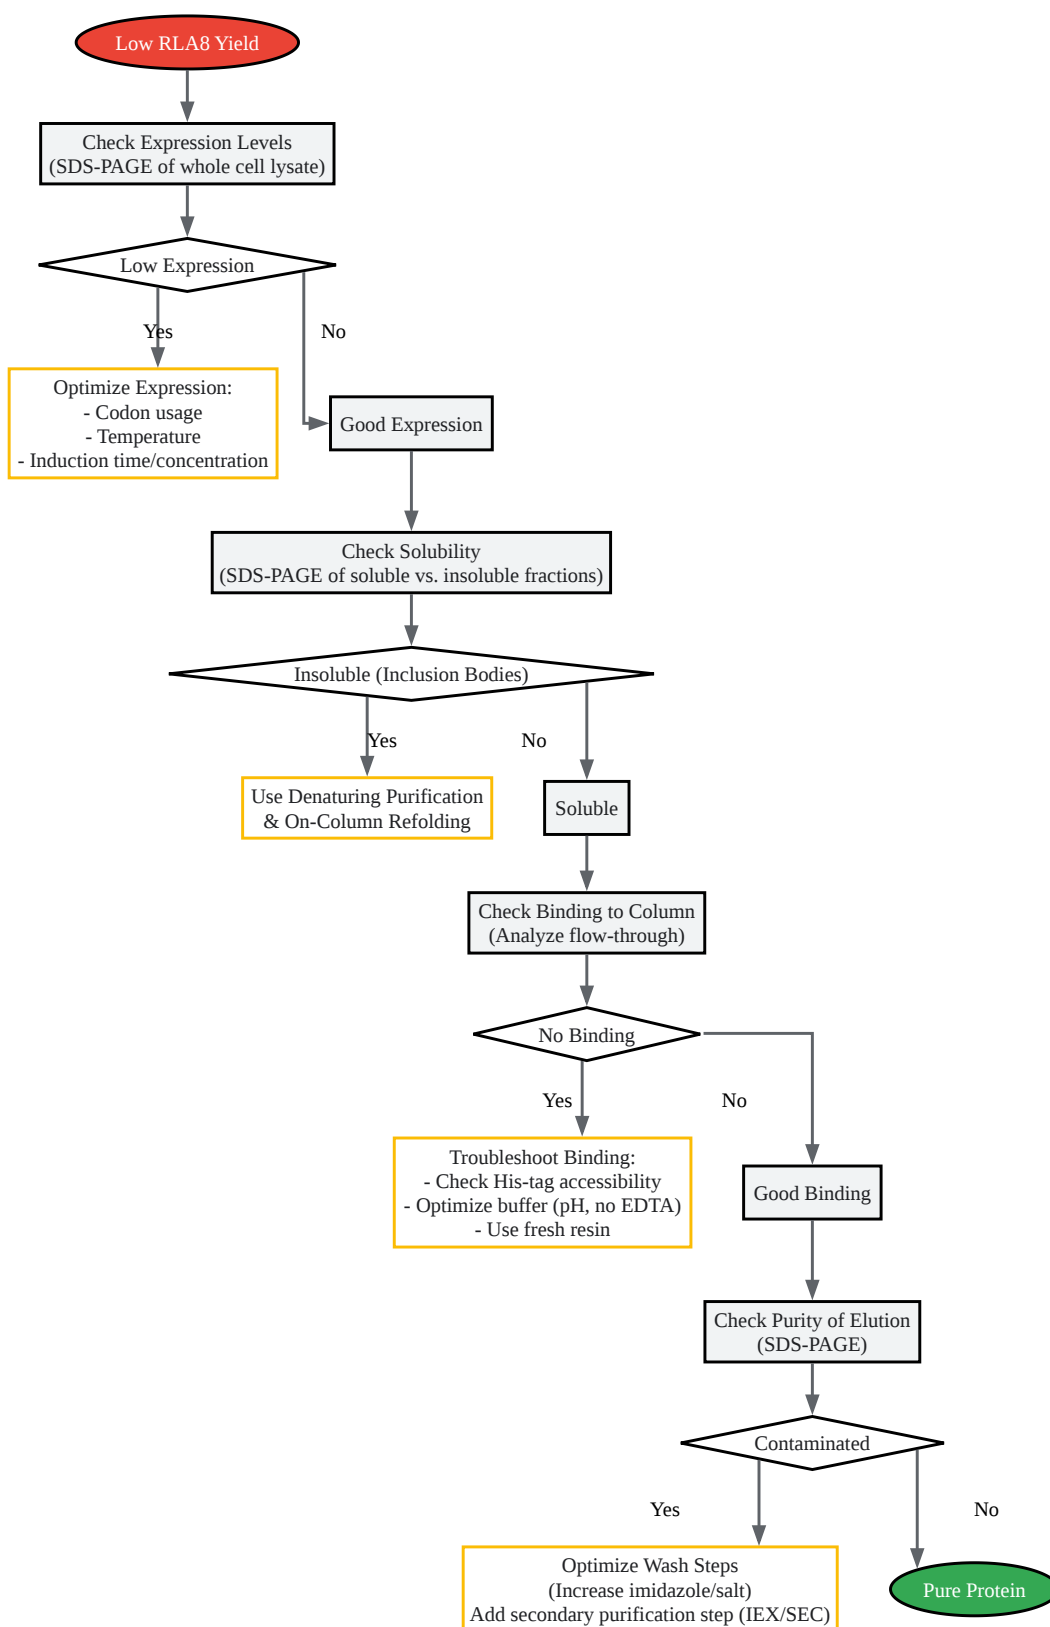 Low RLA8 Yield
Check Expression Levels
(SDS-PAGE of whole cell lysate)
Low Expression
Yes
No
Optimize Expression:
- Codon usage
- Temperature
- Induction time/concentration
Good Expression
Check Solubility
(SDS-PAGE of soluble vs. insoluble fractions)
Insoluble (Inclusion Bodies)
Yes
No
Use Denaturing Purification
& On-Column Refolding
Soluble
Check Binding to Column
(Analyze flow-through)
No Binding
Yes
No
Troubleshoot Binding:
- Check His-tag accessibility
- Optimize buffer (pH, no EDTA)
- Use fresh resin
Good Binding
Check Purity of Elution
(SDS-PAGE)
Contaminated
Yes
No
Optimize Wash Steps
(Increase imidazole/salt)
Add secondary purification step (IEX/SEC)
Pure Protein